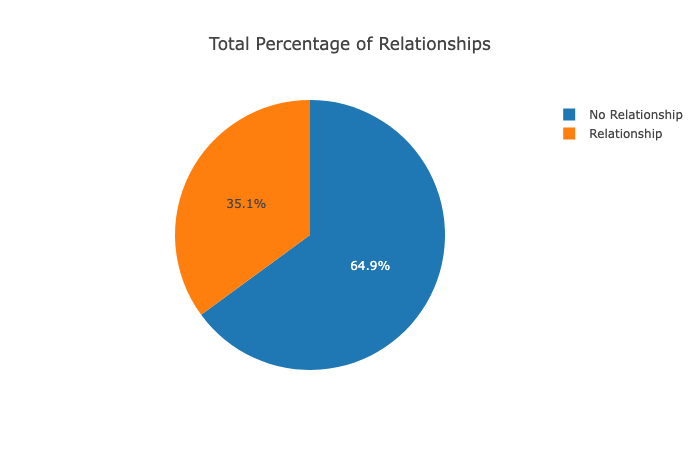 Total Percentage of Relationships
No Relationship
Relationship
35.1%
64.9%